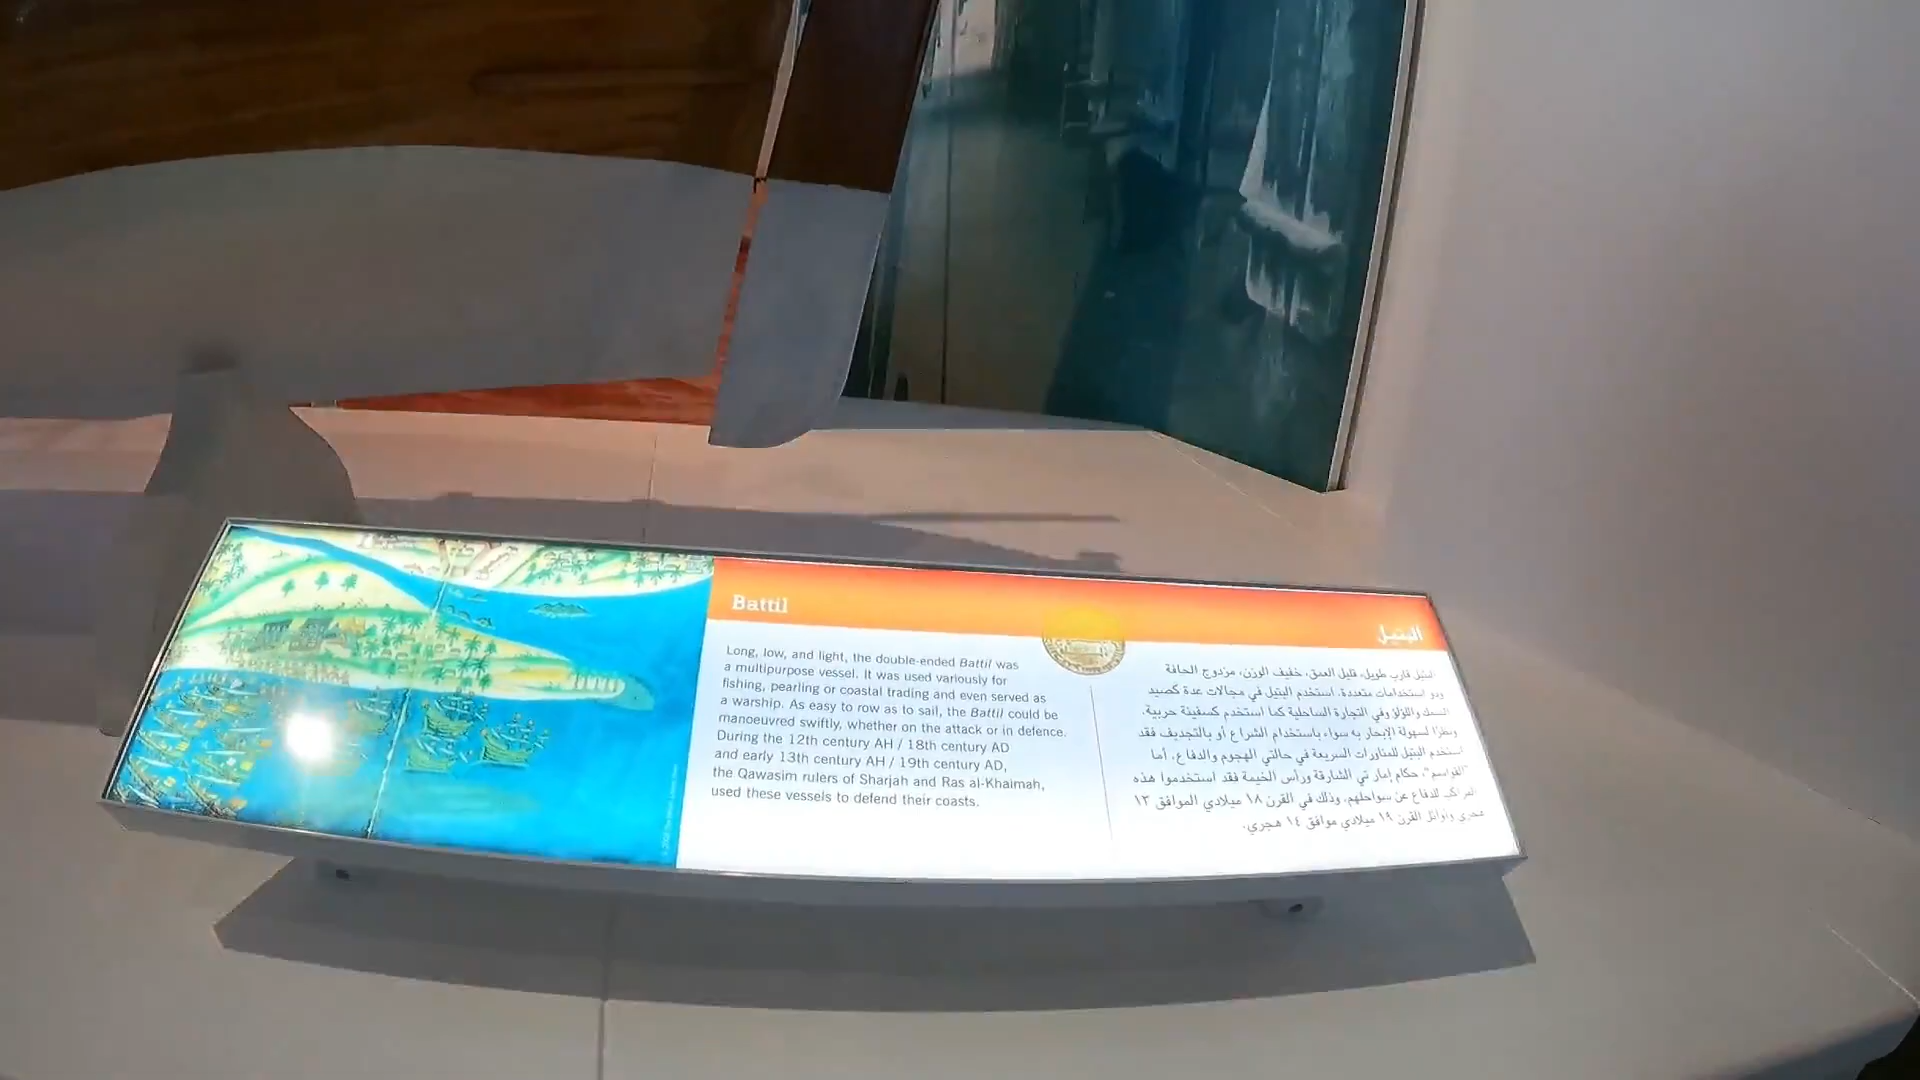 Battil
Long, low, and light, the double-ended Battil was
a multipurpose vessel. It was used variously for
fishing, pearling or coastal trading and even served as
a warship. As easy to row as to sail, the Battil could be
manoeuvred swiftly, whether on the attack or in defence.
During the 12th century AH / 18th century AD
and early 13th century AH / 19th century AD,
the Qawasim rulers of Sharjah and Ras al-Khaimah,
used these vessels to defend their coasts.
البتيل
البتيل قارب طويل، قليل العمق، خفيف الوزن، مزدوج الحافة
وذو استخدامات متعددة. استخدم البتيل في مجالات عدة كصيد
السمك واللؤلؤ وفي التجارة الساحلية كما استخدم كسفينة حربية.
ونظرًا لسهولة الإبحار به سواء باستخدام الشراع أو بالتجديف فقد
استخدم البتيل للمناورات السريعة في حالتي الهجوم والدفاع. أما
"القواسم"، حكام إمارتي الشارقة ورأس الخيمة فقد استخدموا هذه
المراكب للدفاع عن سواحلهم، وذلك في القرن ١٨ ميلادي الموافق ١٣
هجري وأوائل القرن ١٩ ميلادي موافق ١٤ هجري.